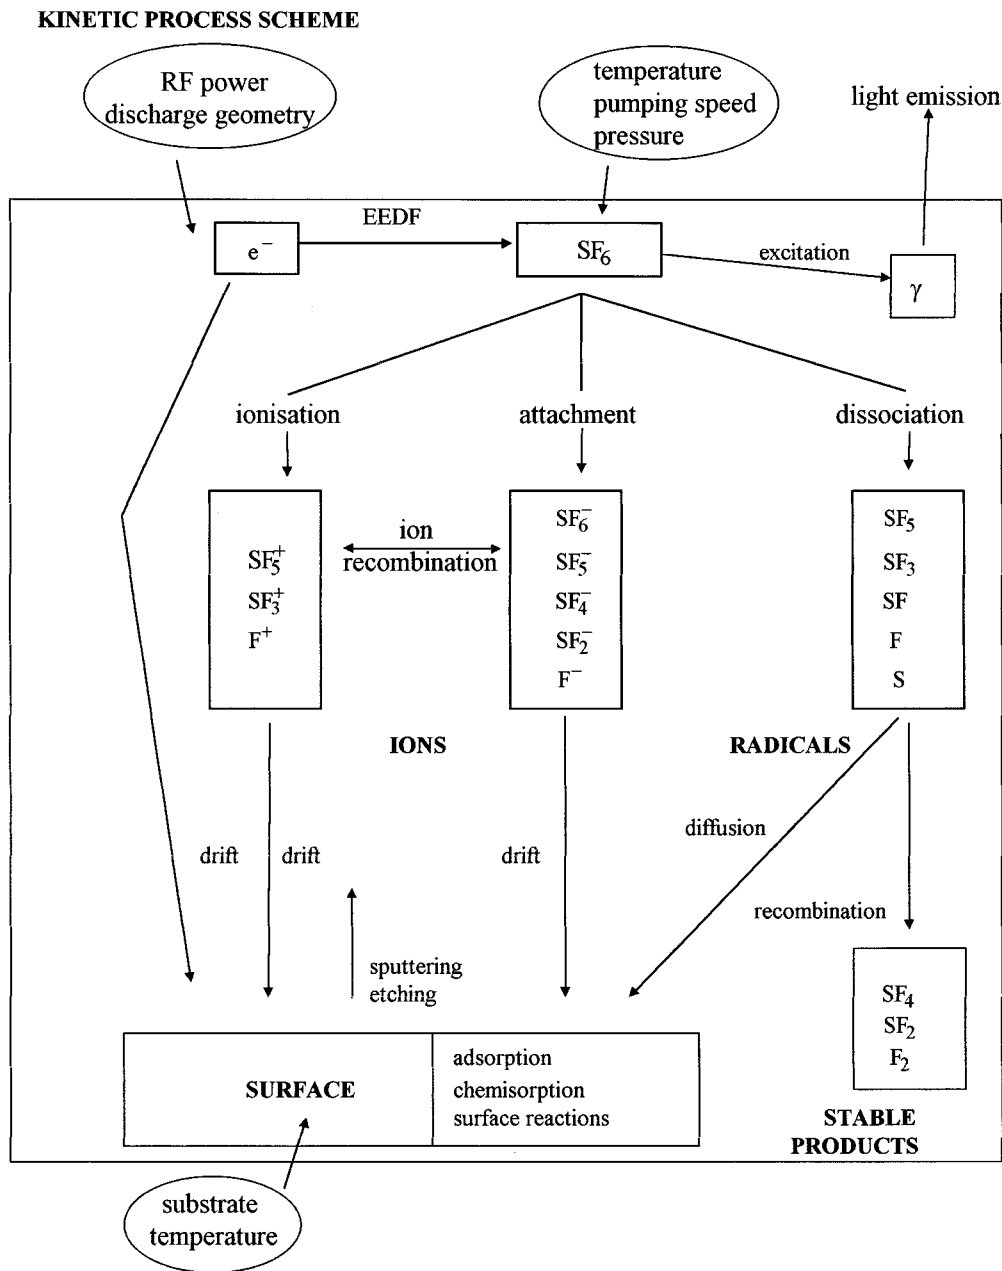 KINETIC PROCESS SCHEME
RF power
discharge geometry
temperature
pumping speed
pressure
light emission
EEDF
e⁻
SF₆
excitation
γ
ionisation
attachment
dissociation
SF₅⁺
SF₃⁺
F⁺
ion
recombination
SF₆⁻
SF₅⁻
SF₄⁻
SF₂⁻
F⁻
SF₅
SF₃
SF
F
S
IONS
RADICALS
drift
drift
drift
diffusion
recombination
sputtering
etching
SF₄
SF₂
F₂
SURFACE
adsorption
chemisorption
surface reactions
STABLE
PRODUCTS
substrate
temperature